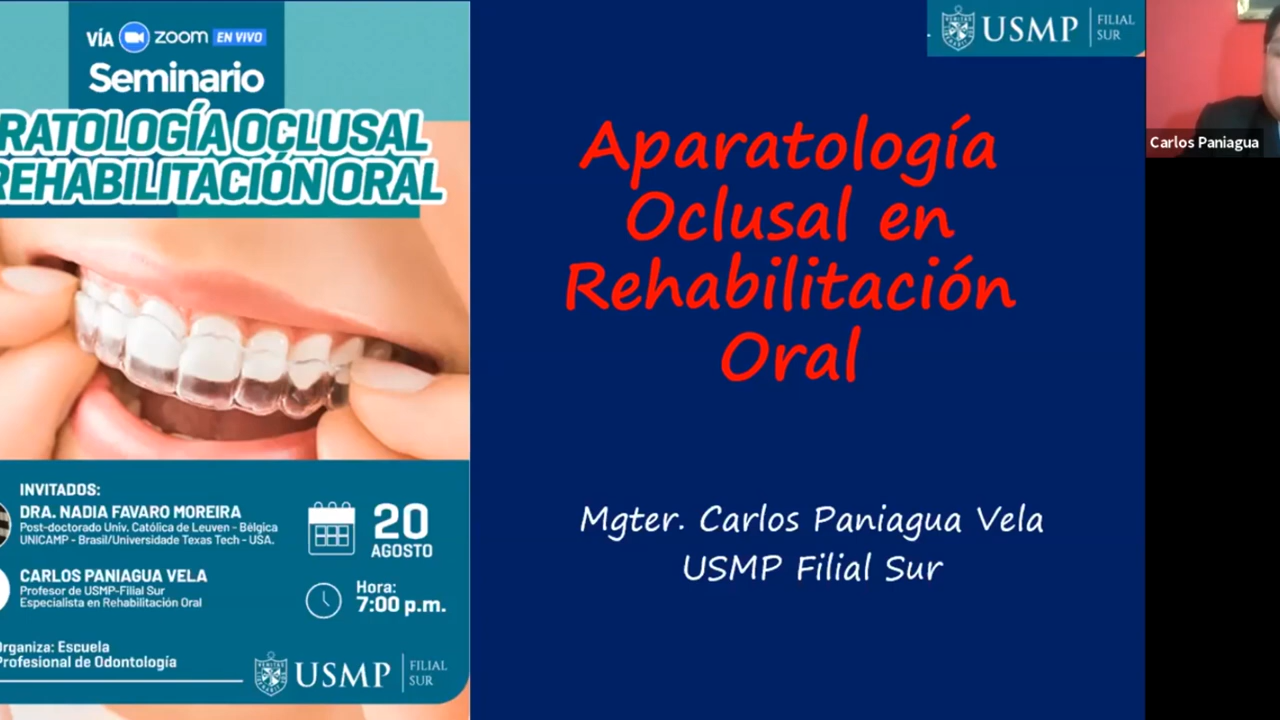 VÍA zoom EN VIVO
Seminario
RATOLOGÍA OCLUSAL
REHABILITACIÓN ORAL
INVITADOS:
DRA. NADIA FAVARO MOREIRA
Post-doctorado Univ. Católica de Leuven - Bélgica
UNICAMP - Brasil/Universidade Texas Tech - USA.
CARLOS PANIAGUA VELA
Profesor de USMP-Filial Sur
Especialista en Rehabilitación Oral
20
AGOSTO
Hora:
7:00 p.m.
Organiza: Escuela
Profesional de Odontología
USMP FILIAL
SUR
USMP FILIAL
SUR
Aparatología
Oclusal en
Rehabilitación
Oral
Mgter. Carlos Paniagua Vela
USMP Filial Sur
Carlos Paniagua